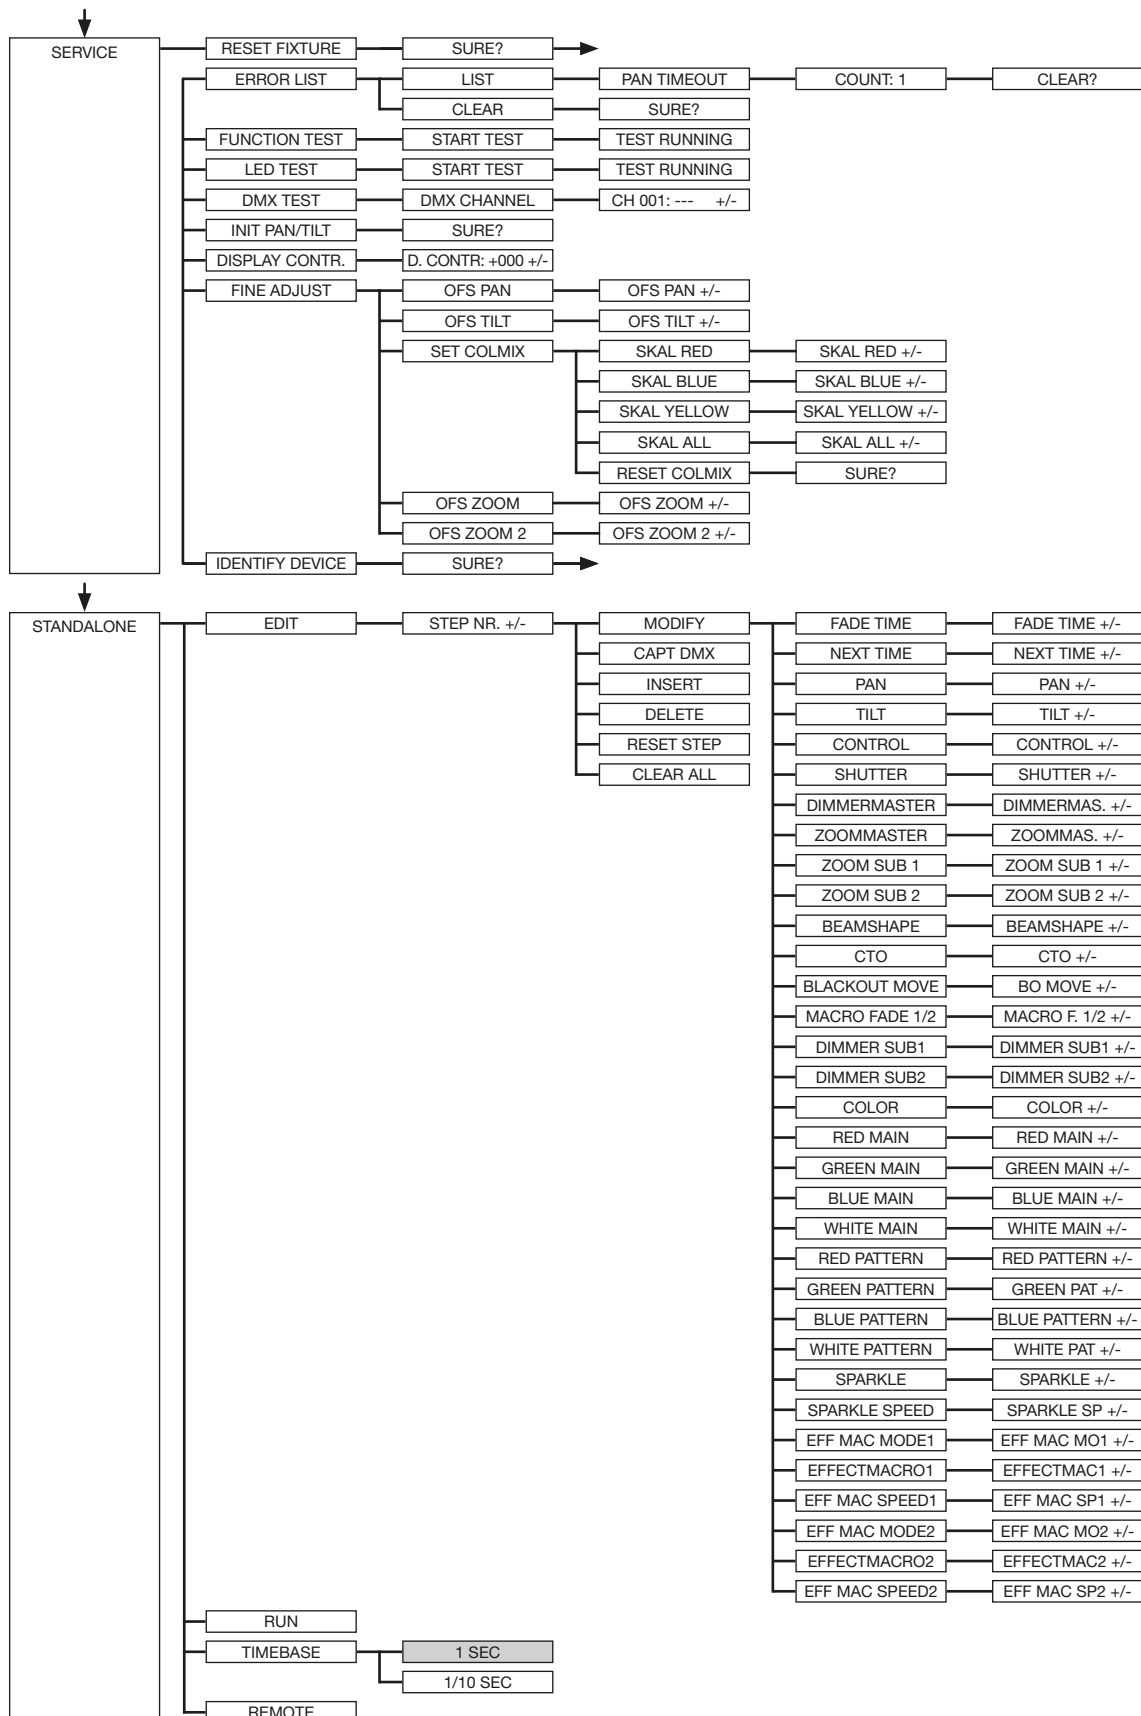 SERVICE RESET FIXTURE SURE?
ERROR LIST LIST PAN TIMEOUT COUNT: 1 CLEAR?
CLEAR SURE?
FUNCTION TEST START TEST TEST RUNNING
LED TEST START TEST TEST RUNNING
DMX TEST DMX CHANNEL CH 001: --- +/-
INIT PAN/TILT SURE?
DISPLAY CONTR. D. CONTR: +000 +/-
FINE ADJUST OFS PAN OFS PAN +/-
OFS TILT OFS TILT +/-
SET COLMIX SKAL RED SKAL RED +/-
SKAL BLUE SKAL BLUE +/-
SKAL YELLOW SKAL YELLOW +/-
SKAL ALL SKAL ALL +/-
RESET COLMIX SURE?
OFS ZOOM OFS ZOOM +/-
OFS ZOOM 2 OFS ZOOM 2 +/-
IDENTIFY DEVICE SURE?
STANDALONE EDIT STEP NR. +/- MODIFY FADE TIME FADE TIME +/-
CAPT DMX NEXT TIME NEXT TIME +/-
INSERT PAN PAN +/-
DELETE TILT TILT +/-
RESET STEP CONTROL CONTROL +/-
CLEAR ALL SHUTTER SHUTTER +/-
DIMMERMASTER DIMMERMAS. +/-
ZOOMMASTER ZOOMMAS. +/-
ZOOM SUB 1 ZOOM SUB 1 +/-
ZOOM SUB 2 ZOOM SUB 2 +/-
BEAMSHAPE BEAMSHAPE +/-
CTO CTO +/-
BLACKOUT MOVE BO MOVE +/-
MACRO FADE 1/2 MACRO F. 1/2 +/-
DIMMER SUB1 DIMMER SUB1 +/-
DIMMER SUB2 DIMMER SUB2 +/-
COLOR COLOR +/-
RED MAIN RED MAIN +/-
GREEN MAIN GREEN MAIN +/-
BLUE MAIN BLUE MAIN +/-
WHITE MAIN WHITE MAIN +/-
RED PATTERN RED PATTERN +/-
GREEN PATTERN GREEN PAT +/-
BLUE PATTERN BLUE PATTERN +/-
WHITE PATTERN WHITE PAT +/-
SPARKLE SPARKLE +/-
SPARKLE SPEED SPARKLE SP +/-
EFF MAC MODE1 EFF MAC MO1 +/-
EFFECTMACRO1 EFFECTMAC1 +/-
EFF MAC SPEED1 EFF MAC SP1 +/-
EFF MAC MODE2 EFF MAC MO2 +/-
EFFECTMACRO2 EFFECTMAC2 +/-
EFF MAC SPEED2 EFF MAC SP2 +/-
RUN
TIMEBASE 1 SEC
1/10 SEC
REMOTE